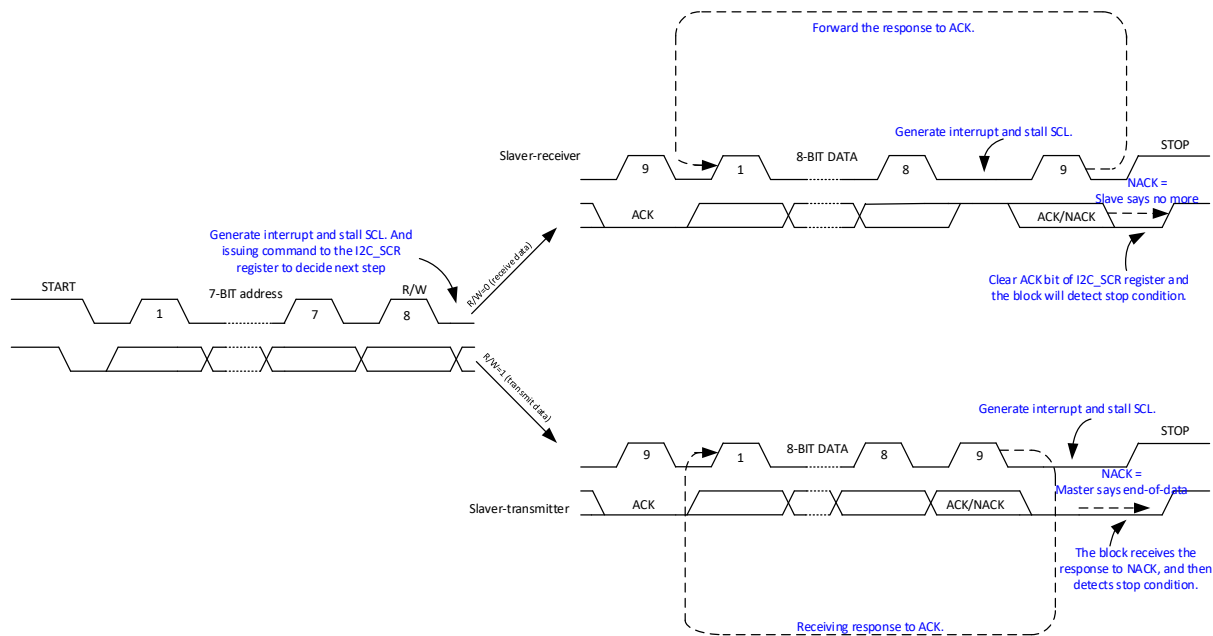 Forward the response to ACK.
Generate interrupt and stall SCL.
STOP
Slaver-receiver
8-BIT DATA
9
1
8
9
NACK =
Slave says no more
ACK
ACK/NACK
Generate interrupt and stall SCL. And
issuing command to the I2C_SCR
register to decide next step
R/W=0 (receive data)
Clear ACK bit of I2C_SCR register and
the block will detect stop condition.
START
7-BIT address
R/W
1
7
8
R/W=1 (transmit data)
Generate interrupt and stall SCL.
STOP
8-BIT DATA
9
1
8
9
NACK =
Master says end-of-data
Slaver-transmitter
ACK
ACK/NACK
The block receives the
response to NACK, and then
detects stop condition.
Receiving response to ACK.